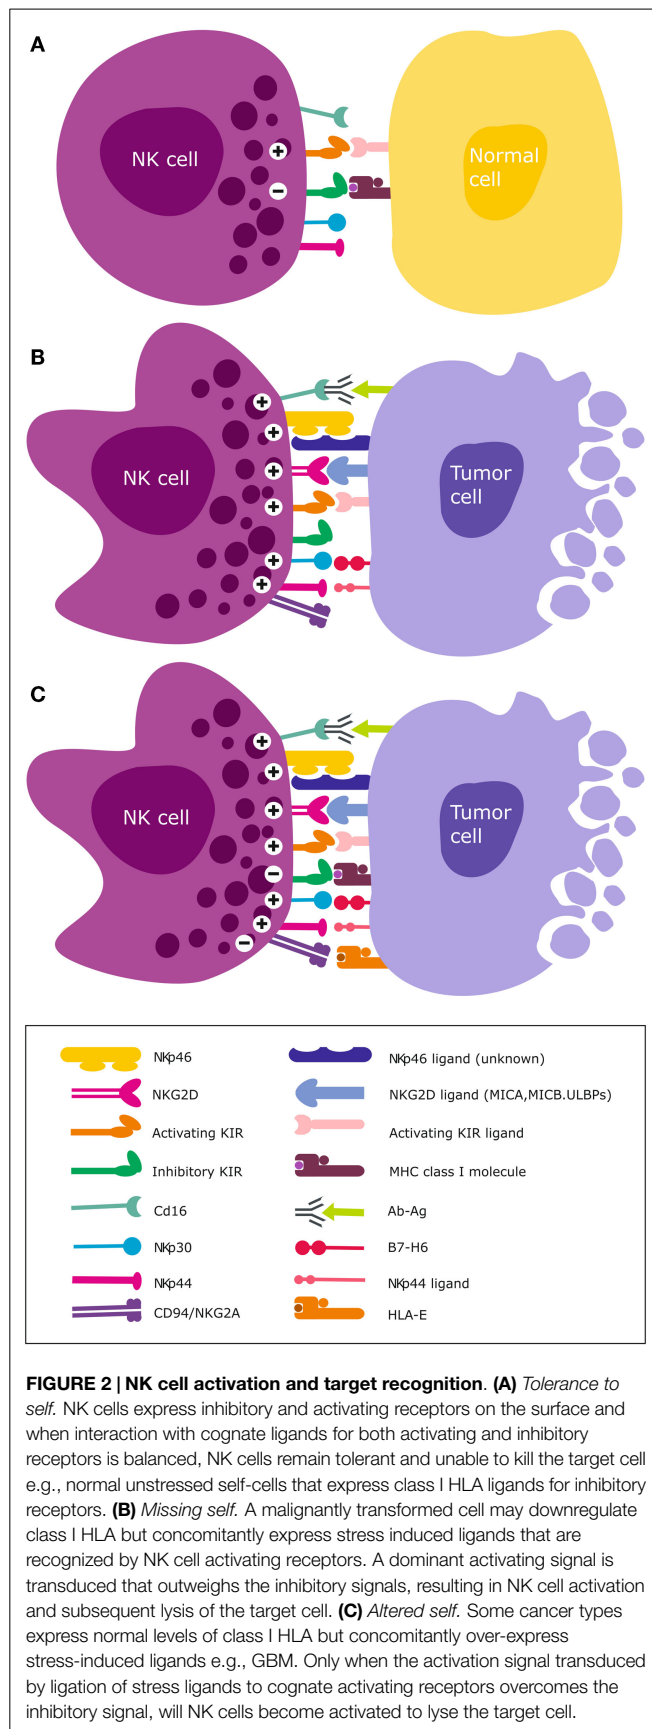 A
NK cell
+
−
Normal
cell
B
NK cell
+
+
+
+
+
+
Tumor
cell
C
NK cell
+
+
+
+
−
+
+
−
Tumor
cell
NKp46
NKp46 ligand (unknown)
NKG2D
NKG2D ligand (MICA,MICB.ULBPs)
Activating KIR
Activating KIR ligand
Inhibitory KIR
MHC class I molecule
Cd16
Ab-Ag
NKp30
B7-H6
NKp44
NKp44 ligand
CD94/NKG2A
HLA-E
FIGURE 2 | NK cell activation and target recognition. (A) Tolerance to
self. NK cells express inhibitory and activating receptors on the surface and
when interaction with cognate ligands for both activating and inhibitory
receptors is balanced, NK cells remain tolerant and unable to kill the target cell
e.g., normal unstressed self-cells that express class I HLA ligands for inhibitory
receptors. (B) Missing self. A malignantly transformed cell may downregulate
class I HLA but concomitantly express stress induced ligands that are
recognized by NK cell activating receptors. A dominant activating signal is
transduced that outweighs the inhibitory signals, resulting in NK cell activation
and subsequent lysis of the target cell. (C) Altered self. Some cancer types
express normal levels of class I HLA but concomitantly over-express
stress-induced ligands e.g., GBM. Only when the activation signal transduced
by ligation of stress ligands to cognate activating receptors overcomes the
inhibitory signal, will NK cells become activated to lyse the target cell.